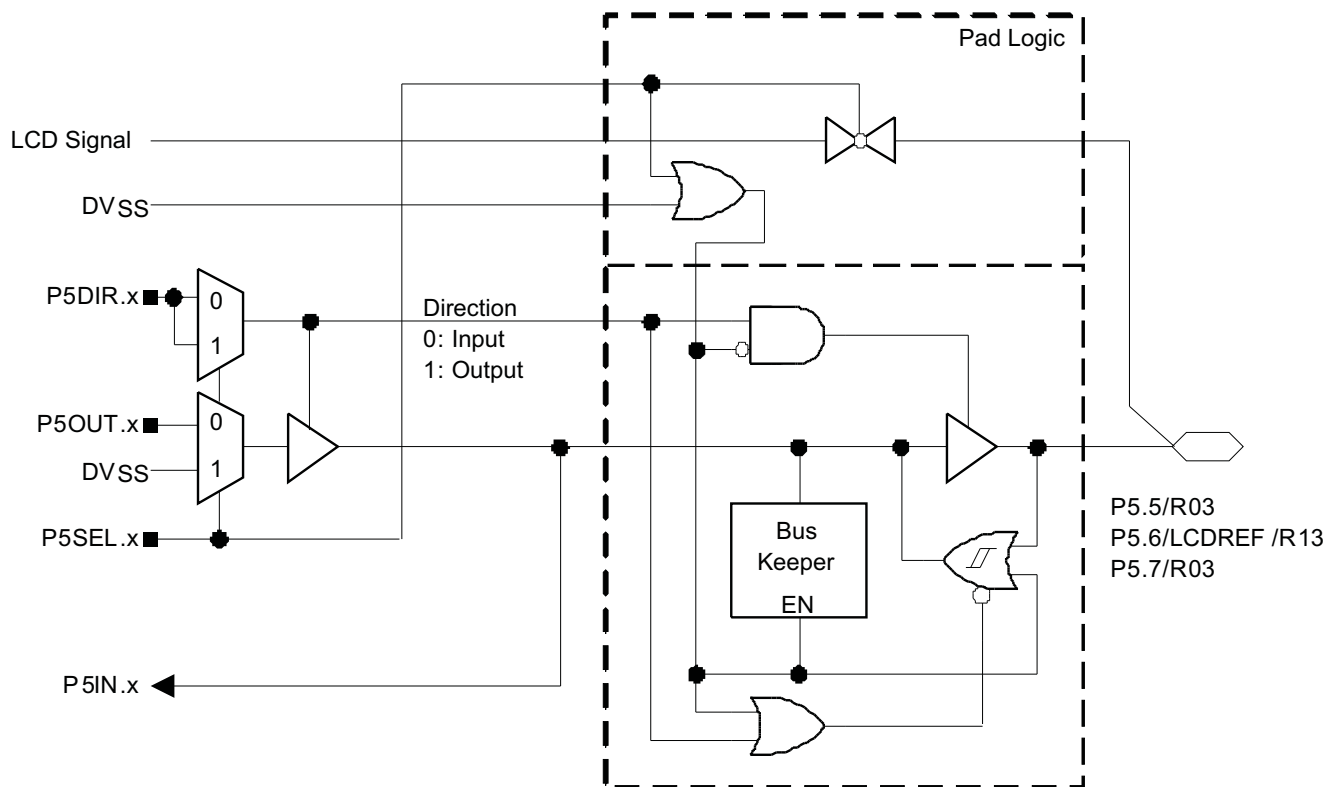 Pad Logic
LCD Signal
DVSS
P5DIR.x
0
1
Direction
0: Input
1: Output
P5OUT.x
0
DVSS
1
P5SEL.x
Bus
Keeper
EN
P5.5/R03
P5.6/LCDREF /R13
P5.7/R03
P5IN.x